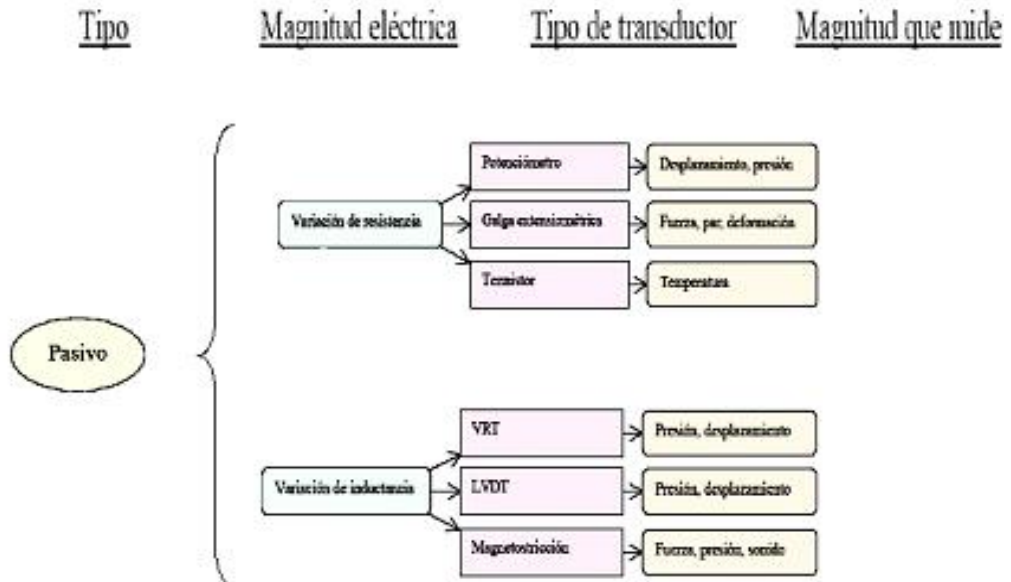 Tipo
Magnitud eléctrica
Tipo de transductor
Magnitud que mide
Pasivo
Variación de resistencia
Potenciómetro
Desplazamiento, presión
Galga extensiométrica
Fuerza, par, deformación
Termistor
Temperatura
Variación de inductancia
VRT
Presión, desplazamiento
LVDT
Presión, desplazamiento
Magnetostricción
Fuerza, presión, sonido